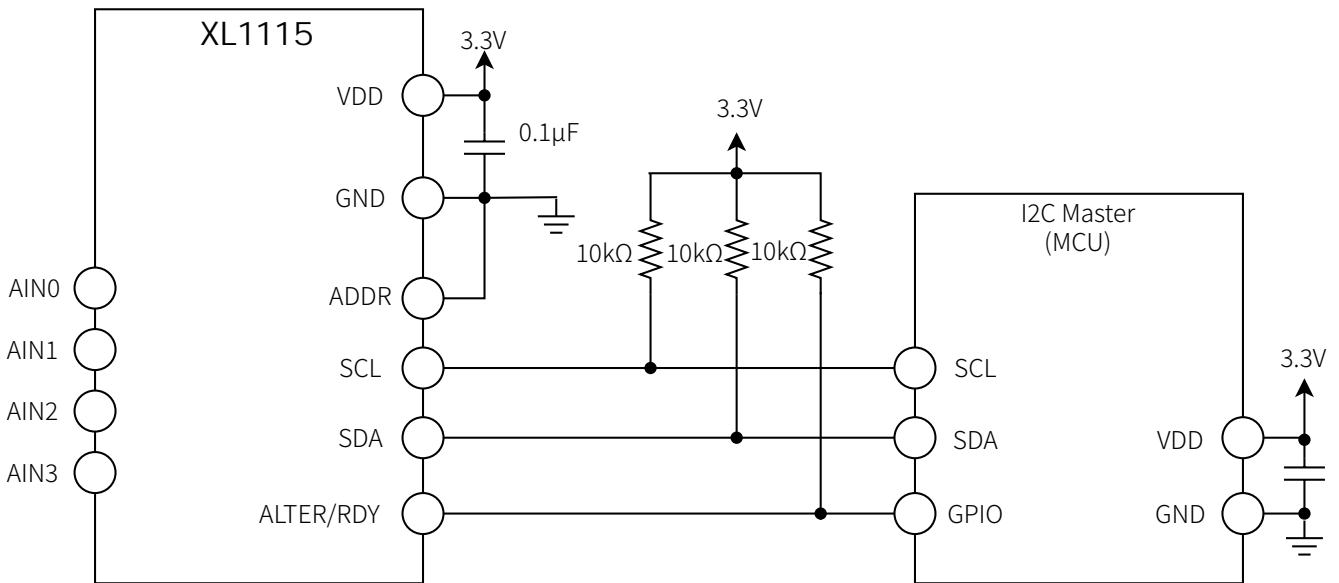 XL1115
3.3V
VDD
0.1μF
GND
ADDR
AIN0
AIN1
AIN2
AIN3
SCL
SDA
ALTER/RDY
3.3V
10kΩ 10kΩ 10kΩ
I2C Master
(MCU)
SCL
SDA
GPIO
3.3V
VDD
GND